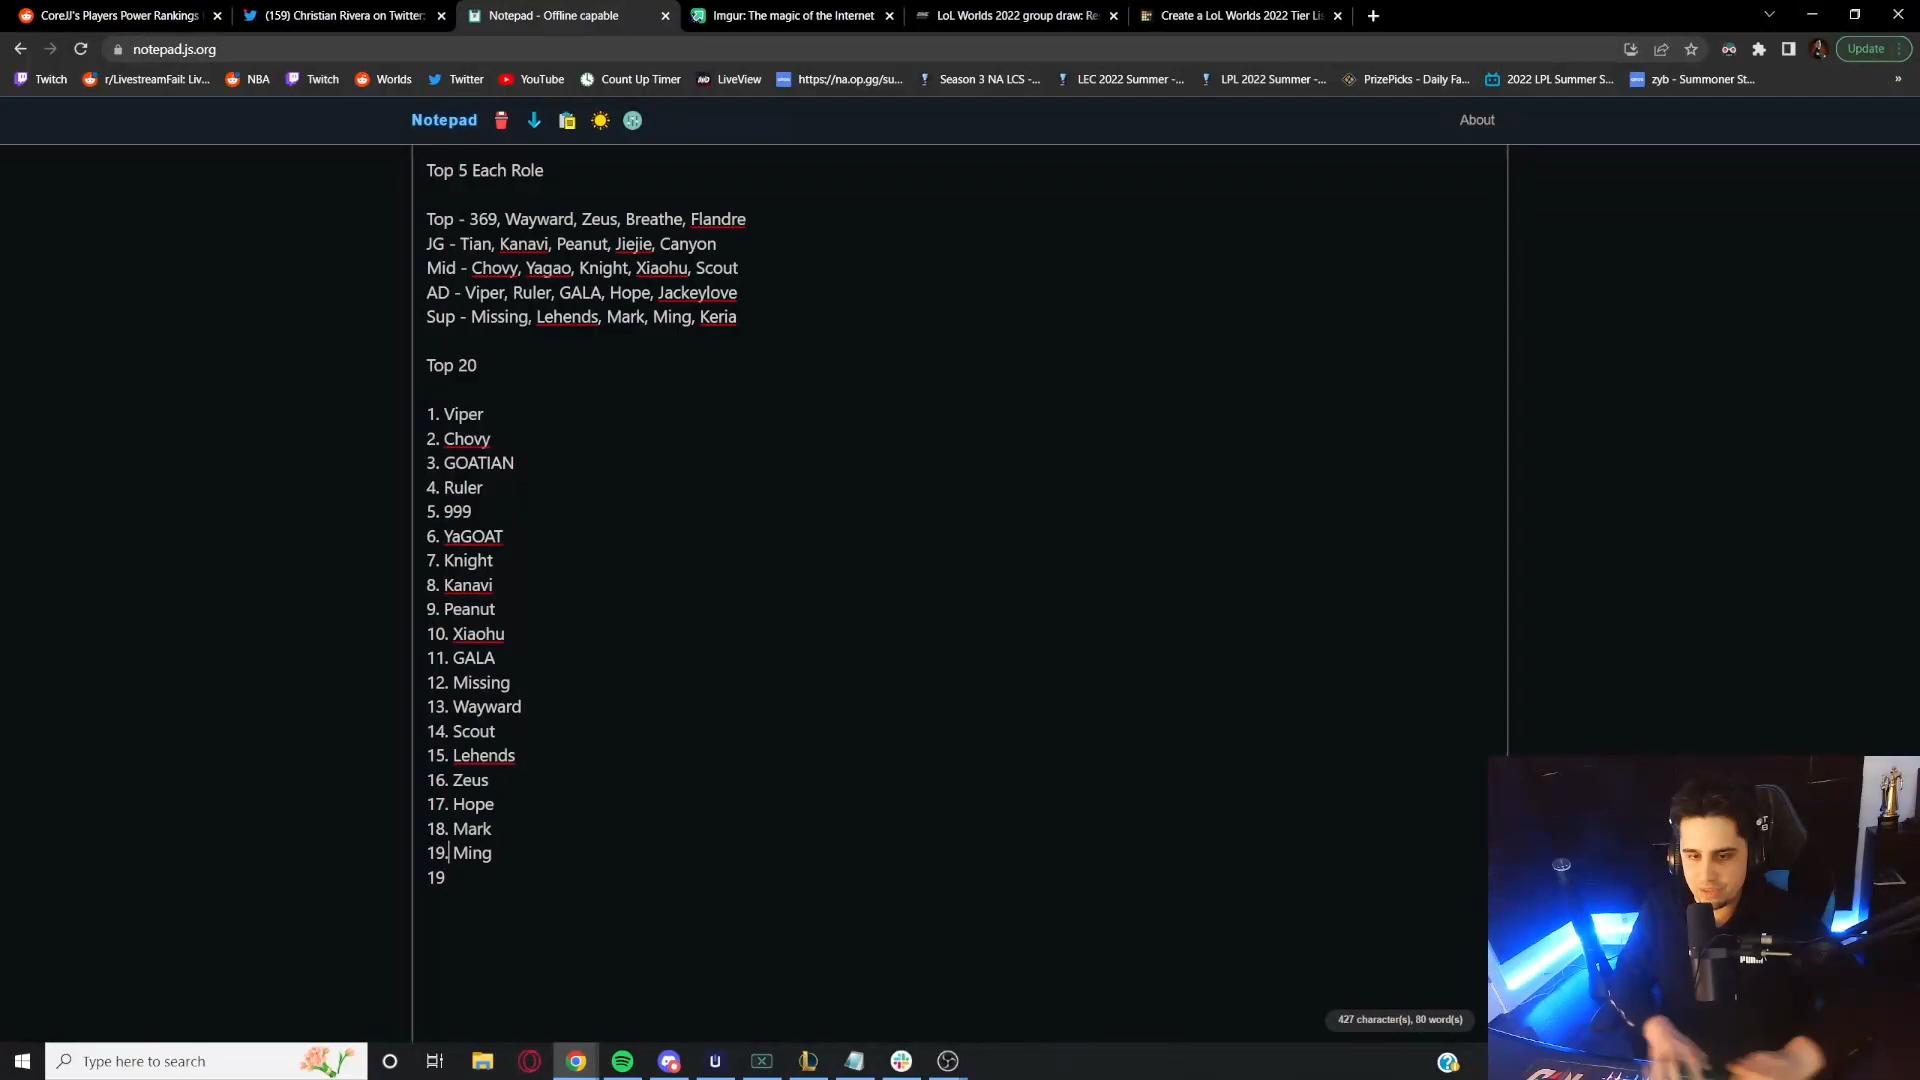 CoreJJ's Players Power Rankings
(159) Christian Rivera on Twitter:
Notepad - Offline capable
Imgur: The magic of the Internet
LoL Worlds 2022 group draw: Re
Create a LoL Worlds 2022 Tier Li
notepad.js.org
Update
Twitch
r/LivestreamFail: Liv...
NBA
Twitch
Worlds
Twitter
YouTube
Count Up Timer
LiveView
https://na.op.gg/su...
Season 3 NA LCS -...
LEC 2022 Summer -...
LPL 2022 Summer -...
PrizePicks - Daily Fa...
2022 LPL Summer S...
zyb - Summoner St...
»
Notepad
About
Top 5 Each Role
Top - 369, Wayward, Zeus, Breathe, Flandre
JG - Tian, Kanavi, Peanut, Jiejie, Canyon
Mid - Chovy, Yagao, Knight, Xiaohu, Scout
AD - Viper, Ruler, GALA, Hope, Jackeylove
Sup - Missing, Lehends, Mark, Ming, Keria
Top 20
1. Viper
2. Chovy
3. GOATIAN
4. Ruler
5. 999
6. YaGOAT
7. Knight
8. Kanavi
9. Peanut
10. Xiaohu
11. GALA
12. Missing
13. Wayward
14. Scout
15. Lehends
16. Zeus
17. Hope
18. Mark
19. Ming
19
427 character(s), 80 word(s)
Type here to search